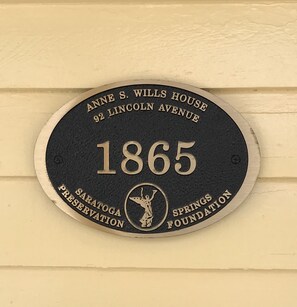 ANNE S. WILLS HOUSE
92 LINCOLN AVENUE
1865
SARATOGA SPRINGS
PRESERVATION FOUNDATION